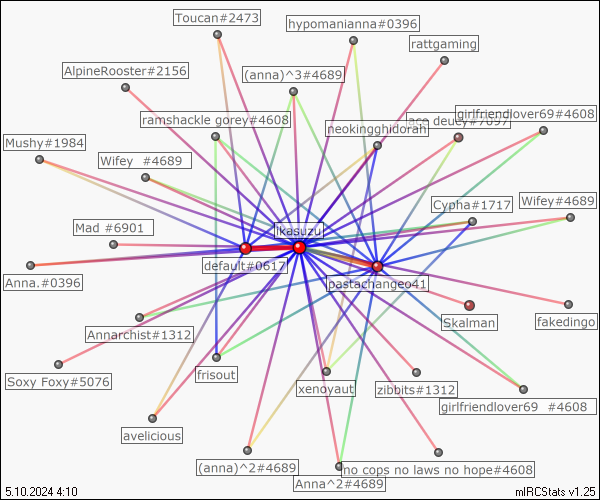 Toucan#2473
hypomanianna#0396
rattgaming
AlpineRooster#2156
(anna)^3#4689
ramshackle gorey#4608
neokingghidorah
ace deucy#7097
girlfriendlover69#4608
Mushy#1984
Wifey #4689
Cypha#1717
Wifey#4689
Mad #6901
ikasuzu
default#0617
Anna.#0396
pastachangeo41
Annarchist#1312
Skalman
fakedingo
Soxy Foxy#5076
frisout
xenoyaut
zibbits#1312
girlfriendlover69 #4608
avelicious
(anna)^2#4689
no cops no laws no hope#4608
Anna^2#4689
5.10.2024 4:10
mIRCStats v1.25